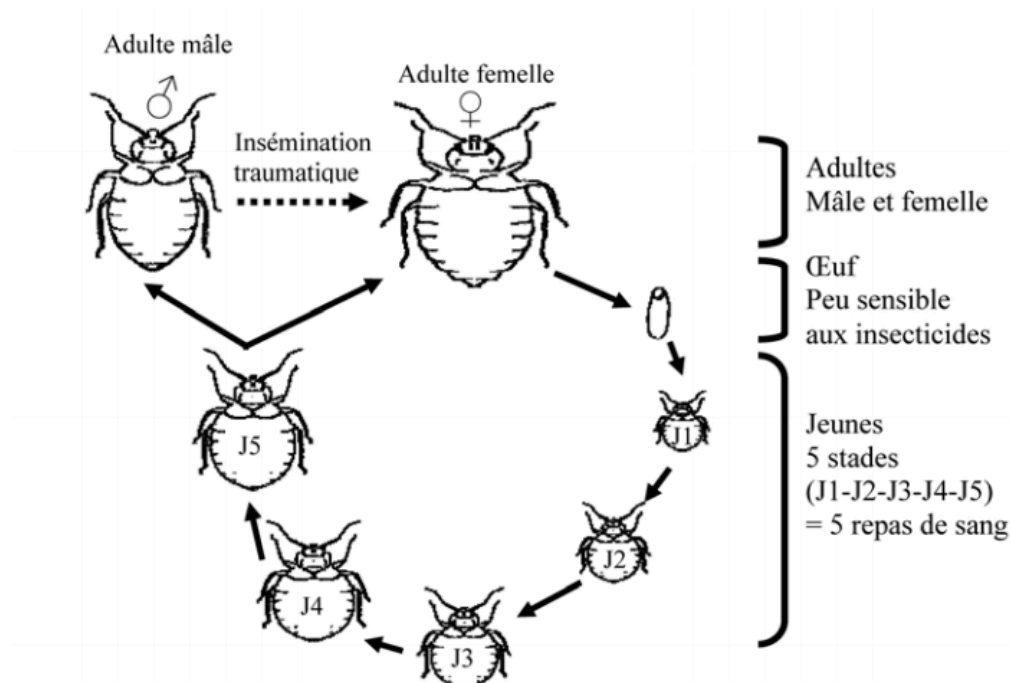 Adulte mâle
♂
Adulte femelle
♀
Insémination
traumatique
Adultes
Mâle et femelle
Œuf
Peu sensible
aux insecticides
J1
J2
J3
J4
J5
Jeunes
5 stades
(J1-J2-J3-J4-J5)
= 5 repas de sang